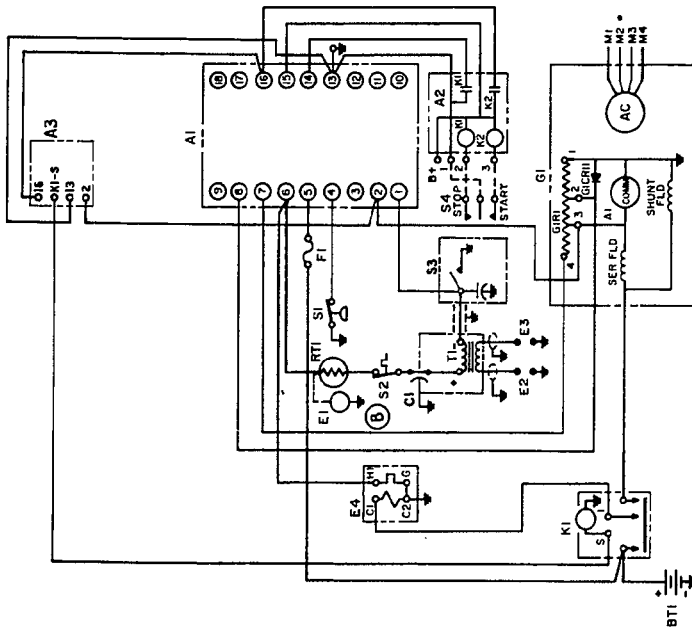 A3
16
K1-S
13
2
A1
18
17
16
15
14
13
12
11
10
9
8
7
6
5
4
3
2
1
A2
K1
K2
K1
K2
B+
1
2
3
S4
STOP
START
M1
M2
M3
M4
AC
G1
G1R1
1
2
3
4
G1CR11
A1
COMM
SHUNT
FLD
SER FLD
F1
S1
RT1
E1
S2
B
C1
T1
+
-
S3
E3
E2
E4
H1
G
C1
C2
K1
S
I
+
-
BT1